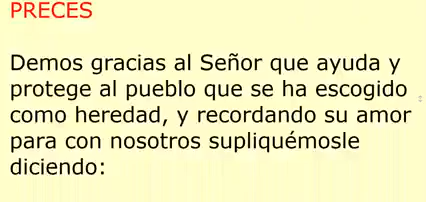 PRECES
Demos gracias al Señor que ayuda y
protege al pueblo que se ha escogido
como heredad, y recordando su amor
para con nosotros supliquémosle
diciendo: